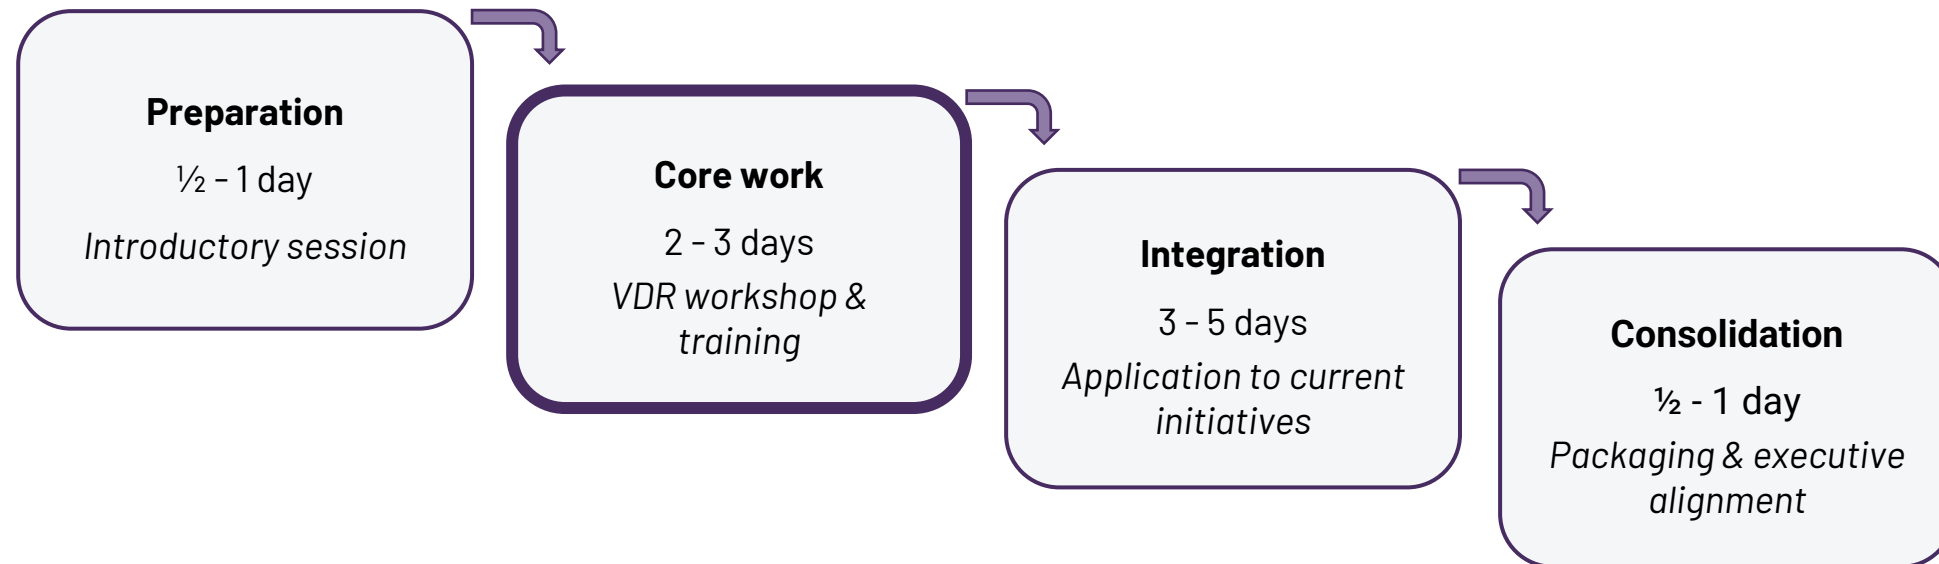 Preparation
½ - 1 day
Introductory session
Core work
2 - 3 days
VDR workshop &
training
Integration
3 - 5 days
Application to current
initiatives
Consolidation
½ - 1 day
Packaging & executive
alignment